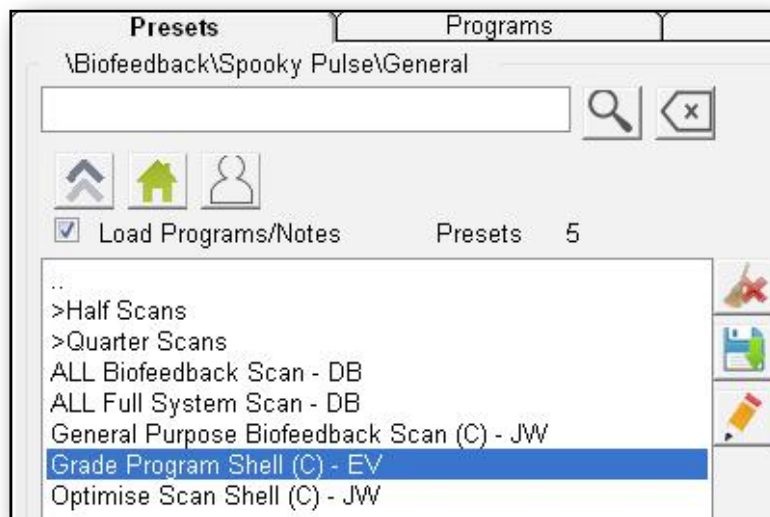 Presets Programs
\Biofeedback\Spooky Pulse\General
Load Programs/Notes Presets 5
..
>Half Scans
>Quarter Scans
ALL Biofeedback Scan - DB
ALL Full System Scan - DB
General Purpose Biofeedback Scan (C) - JW
Grade Program Shell (C) - EV
Optimise Scan Shell (C) - JW